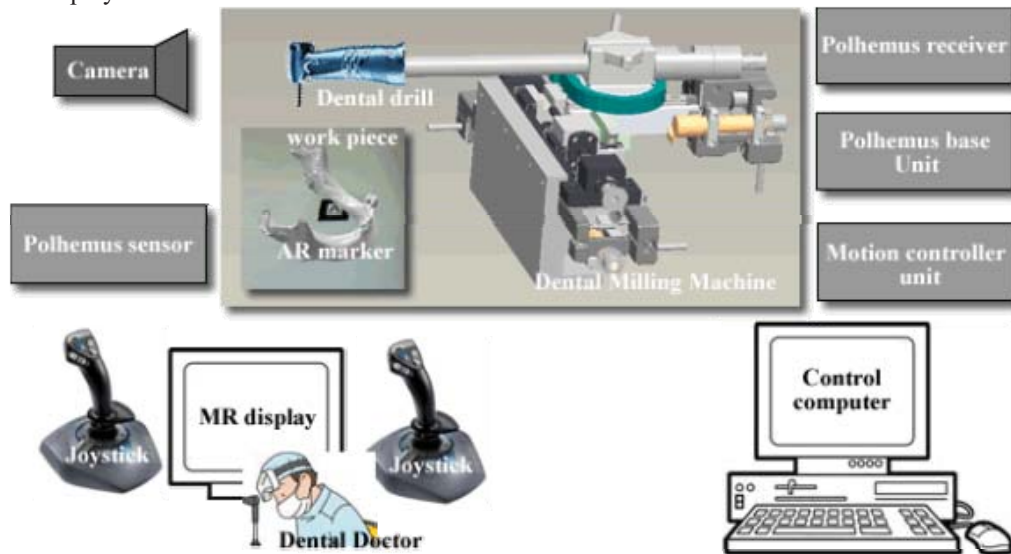 Camera
Dental drill
work piece
AR marker
Dental Milling Machine
Polhemus receiver
Polhemus base
Unit
Motion controller
unit
Polhemus sensor
Joystick
MR display
Joystick
Dental Doctor
Control
computer